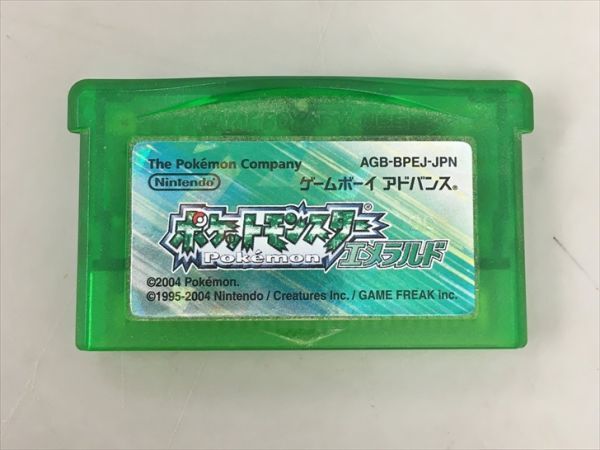 The Pokémon Company AGB-BPEJ-JPN
Nintendo ゲームボーイ アドバンス®
ポケットモンスター®
Pokémon エメラルド
©2004 Pokémon.
©1995-2004 Nintendo / Creatures Inc. / GAME FREAK inc.